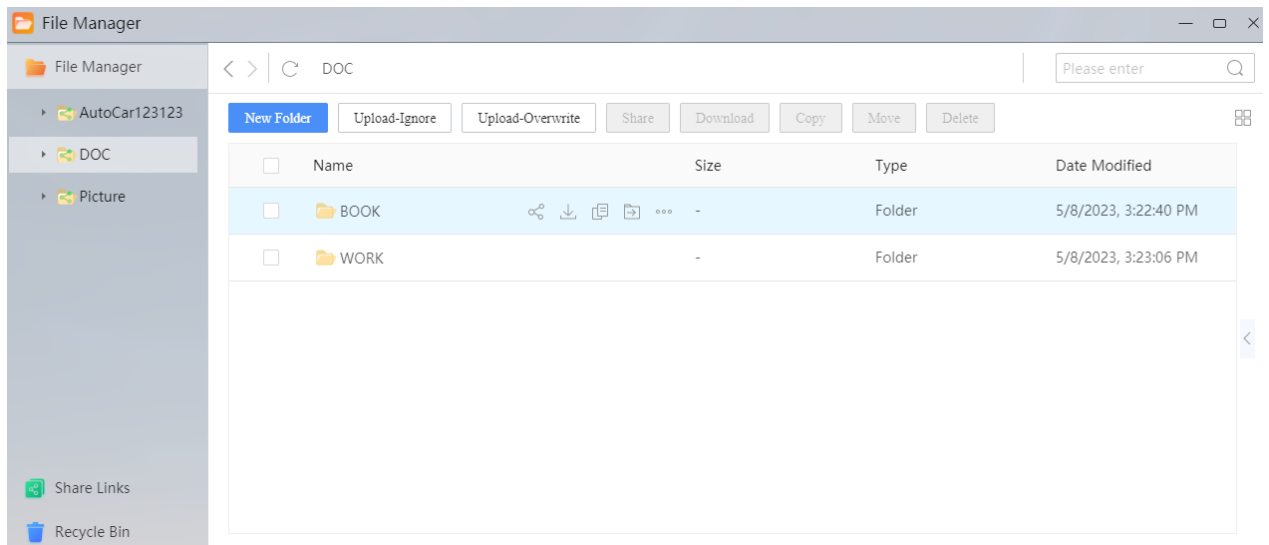 File Manager
File Manager
DOC
Please enter
AutoCar123123
DOC
Picture
New Folder Upload-Ignore Upload-Overwrite Share Download Copy Move Delete
Name Size Type Date Modified
BOOK - Folder 5/8/2023, 3:22:40 PM
WORK - Folder 5/8/2023, 3:23:06 PM
Share Links
Recycle Bin